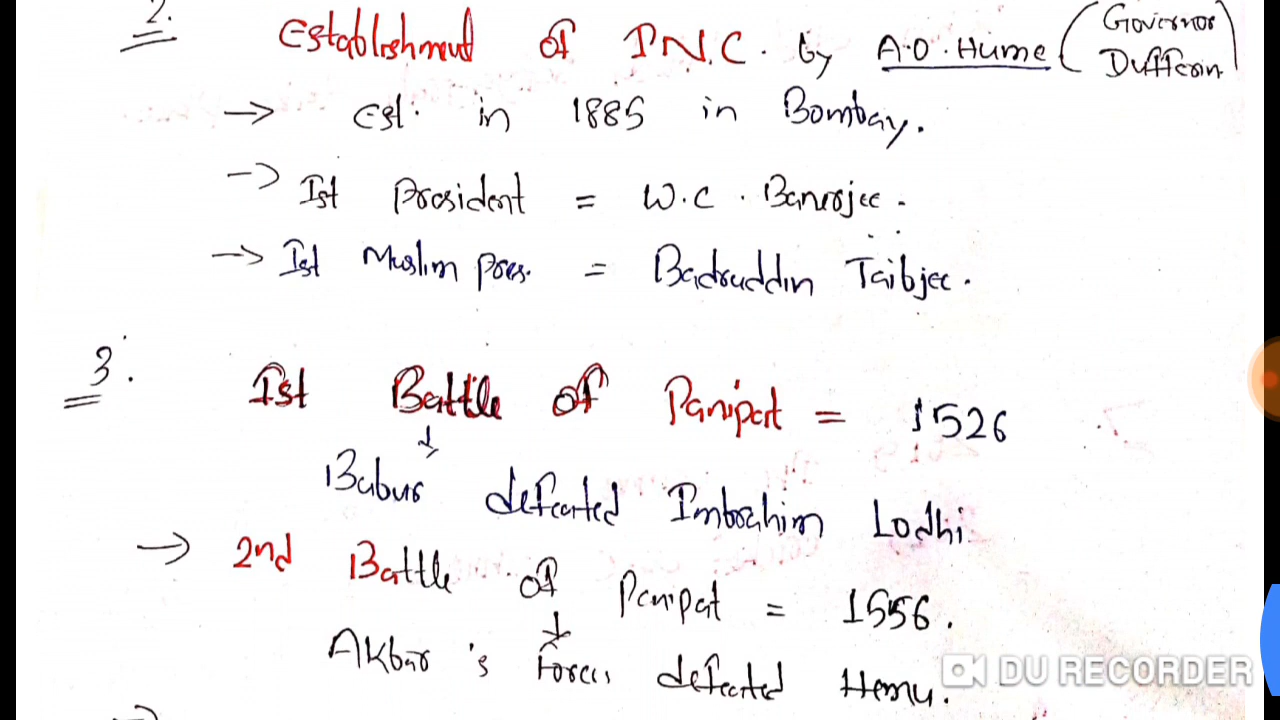 2.
Establishment of I.N.C. by A.O. Hume (Governor Dufferin)
→ Est. in 1885 in Bombay.
→ Ist President = W.C. Banerjee.
→ Ist Muslim pres. = Badruddin Taibjee.
3. Ist Battle of Panipat = 1526
Babur defeated Imbrahim Lodhi
→ 2nd Battle of Panipat = 1556.
Akbar's forces defeated Hemu.
DU RECORDER